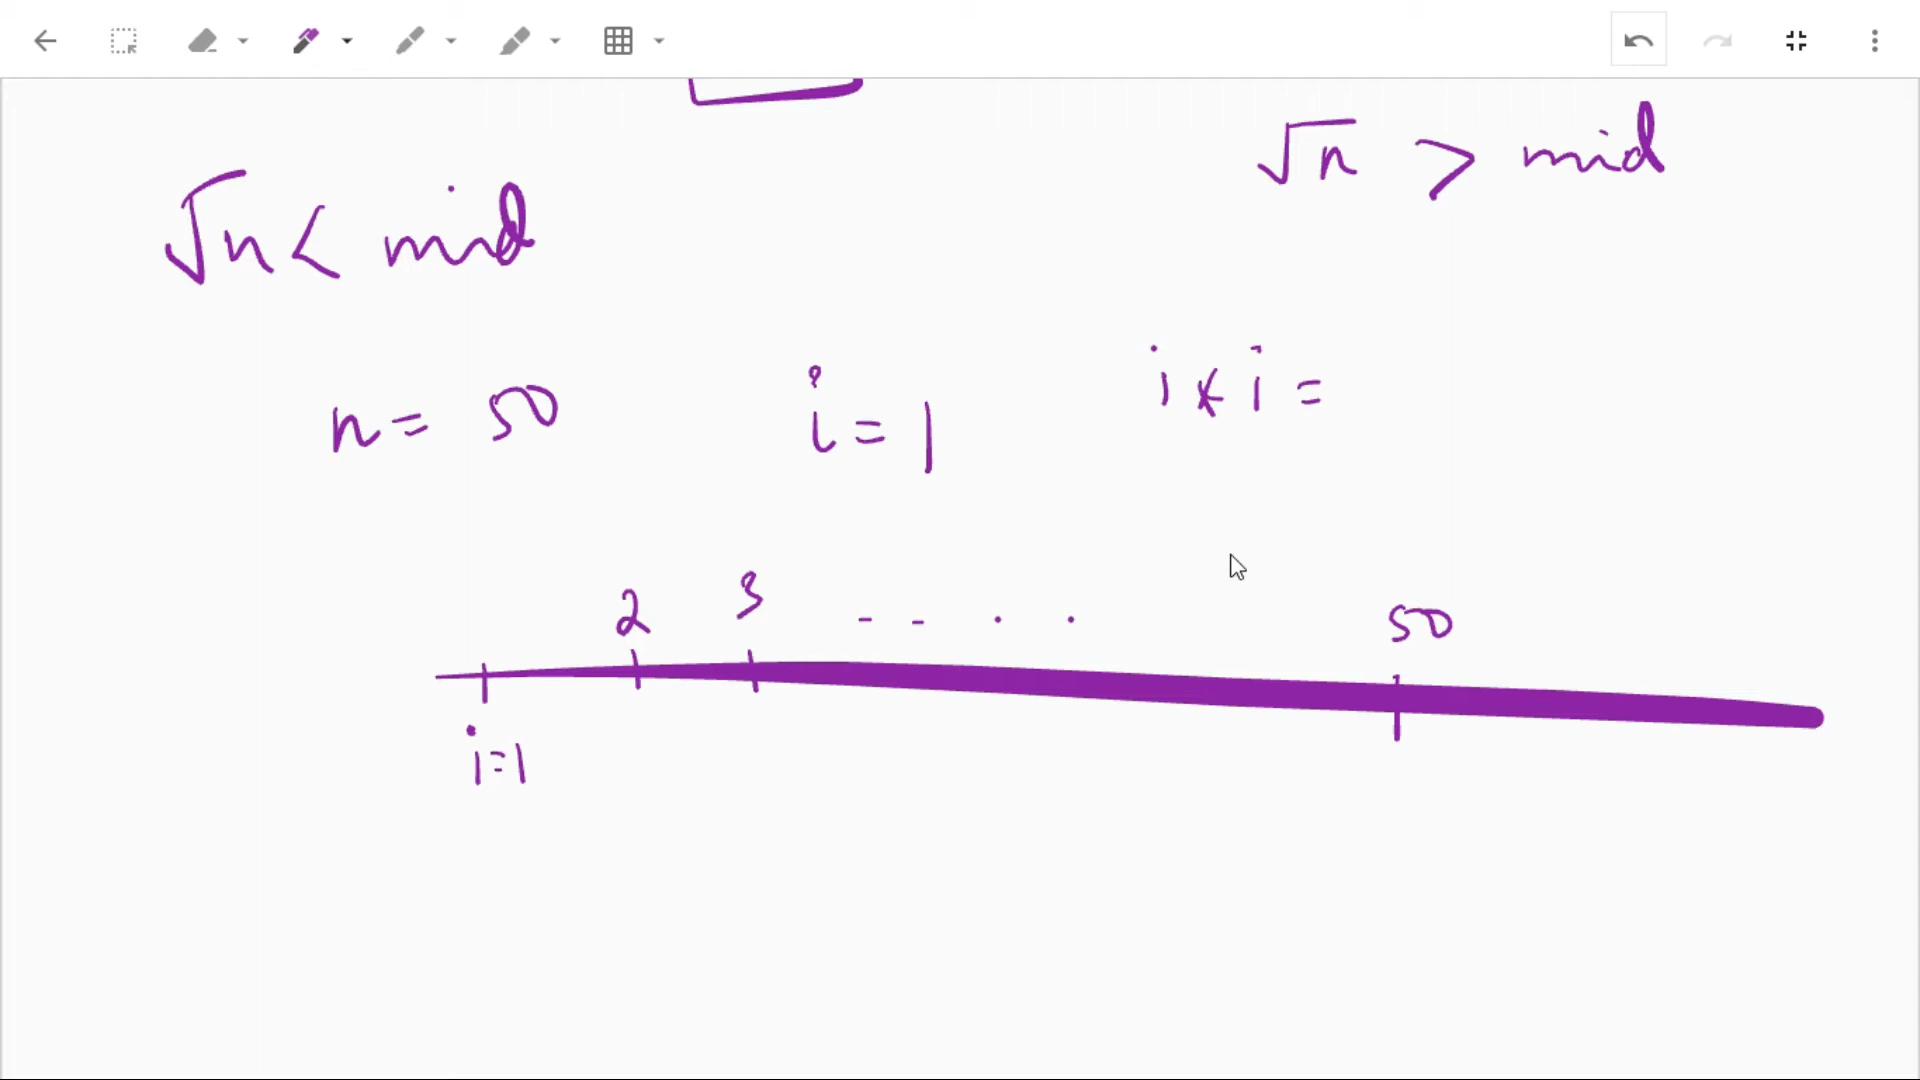 √n > mid
√n < mid
n = 50 i = 1 i * i =
2 3 - - . . 50
i=1